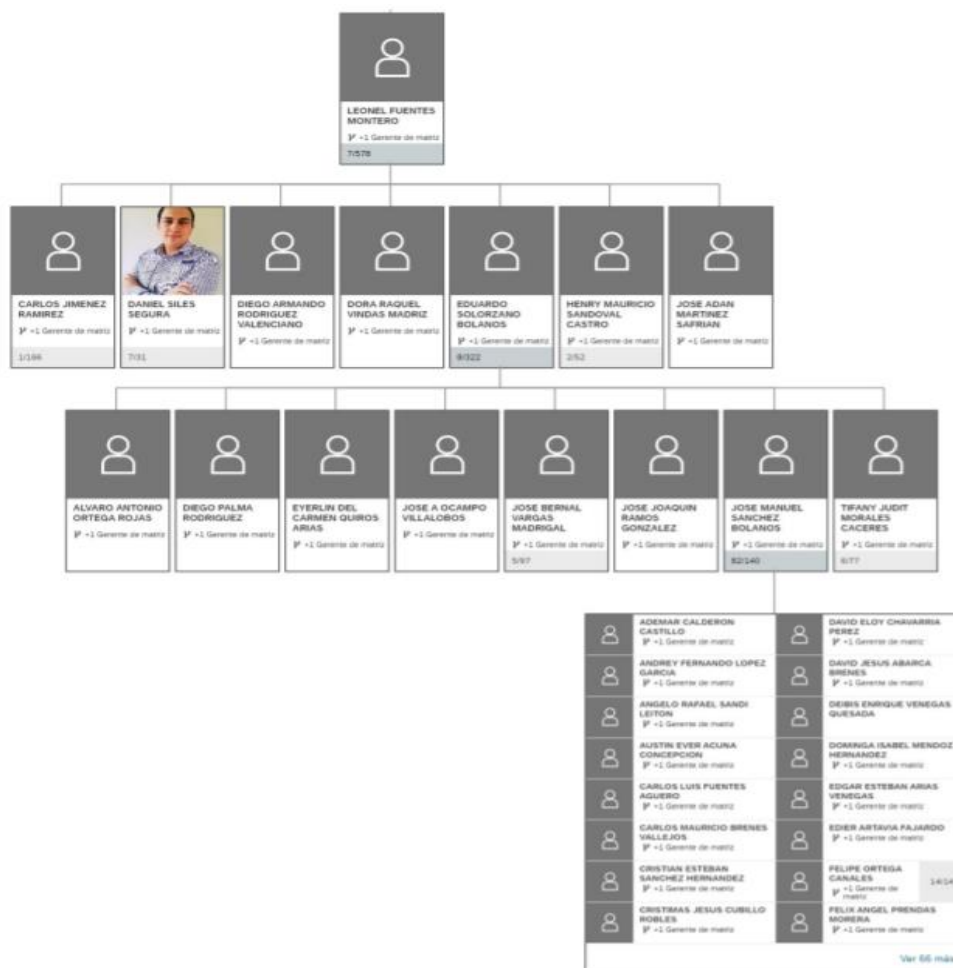 LEONEL FUENTES
MONTERO
+1 Gerente de matriz
7/578
CARLOS JIMENEZ
RAMIREZ
+1 Gerente de matriz
1/166
DANIEL SILES
SEGURA
+1 Gerente de matriz
7/31
DIEGO ARMANDO
RODRIGUEZ
VALENCIANO
+1 Gerente de matriz
DORA RAQUEL
VINDAS MADRIZ
+1 Gerente de matriz
EDUARDO
SOLORZANO
BOLANOS
+1 Gerente de matriz
8/322
HENRY MAURICIO
SANDOVAL
CASTRO
+1 Gerente de matriz
2/52
JOSE ADAN
MARTINEZ
SAFRIAN
+1 Gerente de matriz
ALVARO ANTONIO
ORTEGA ROJAS
+1 Gerente de matriz
DIEGO PALMA
RODRIGUEZ
+1 Gerente de matriz
EYERLIN DEL
CARMEN QUIROS
ARIAS
+1 Gerente de matriz
JOSE A OCAMPO
VILLALOBOS
+1 Gerente de matriz
JOSE BERNAL
VARGAS
MADRIGAL
+1 Gerente de matriz
5/97
JOSE JOAQUIN
RAMOS
GONZALEZ
+1 Gerente de matriz
JOSE MANUEL
SANCHEZ
BOLANOS
+1 Gerente de matriz
82/140
TIFANY JUDIT
MORALES
CACERES
+1 Gerente de matriz
ADEMAR CALDERON
CASTILLO
+1 Gerente de matriz
DAVID ELOY CHAVARRIA
PEREZ
+1 Gerente de matriz
ANDREY FERNANDO LOPEZ
GARCIA
+1 Gerente de matriz
DAVID JESUS ABARCA
BRENES
+1 Gerente de matriz
ANGELO RAFAEL SANDI
LEITON
+1 Gerente de matriz
DEIBIS ENRIQUE VENEGAS
QUESADA
AUSTIN EVER ACUNA
CONCEPCION
+1 Gerente de matriz
DOMINGA ISABEL MENDOZ
HERNANDEZ
+1 Gerente de matriz
CARLOS LUIS FUENTES
AGUERO
+1 Gerente de matriz
EDGAR ESTEBAN ARIAS
VENEGAS
+1 Gerente de matriz
CARLOS MAURICIO BRENES
VALLEJOS
+1 Gerente de matriz
EDIER ARTAVIA FAJARDO
+1 Gerente de matriz
CRISTIAN ESTEBAN
SANCHEZ HERNANDEZ
+1 Gerente de matriz
FELIPE ORTEGA
CANALES
+1 Gerente de
matriz
14/14
CRISTIMAS JESUS CUBILLO
ROBLES
+1 Gerente de matriz
FELIX ANGEL PRENDAS
MORERA
+1 Gerente de matriz
Ver 66 más